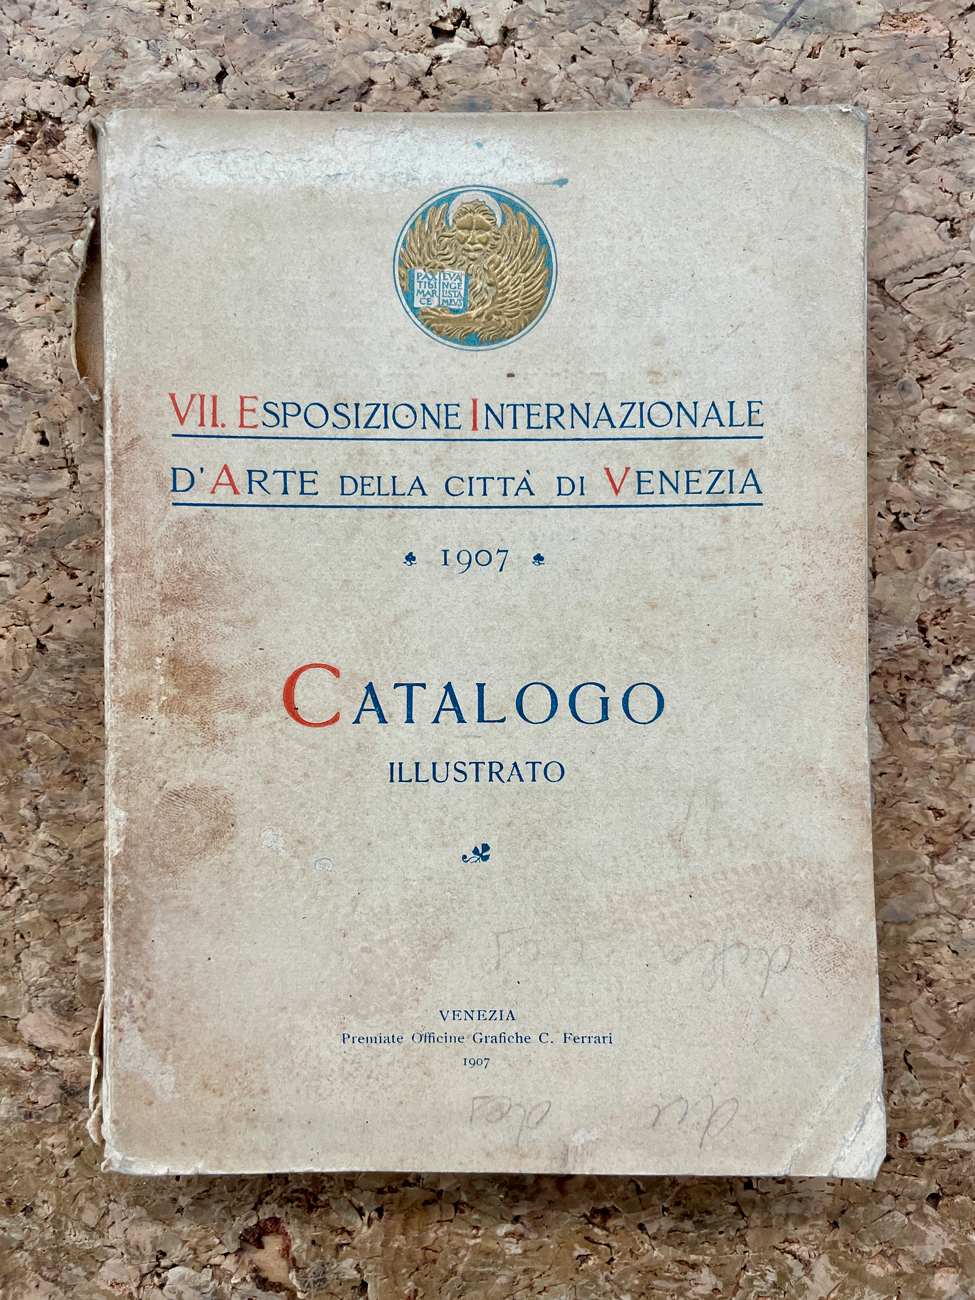 PAX EVA
TIBI NGE
MAR LISTA
CE MEVS
VII. ESPOSIZIONE INTERNAZIONALE
D'ARTE DELLA CITTÀ DI VENEZIA
1907
CATALOGO
ILLUSTRATO
VENEZIA
Premiate Officine Grafiche C. Ferrari
1907